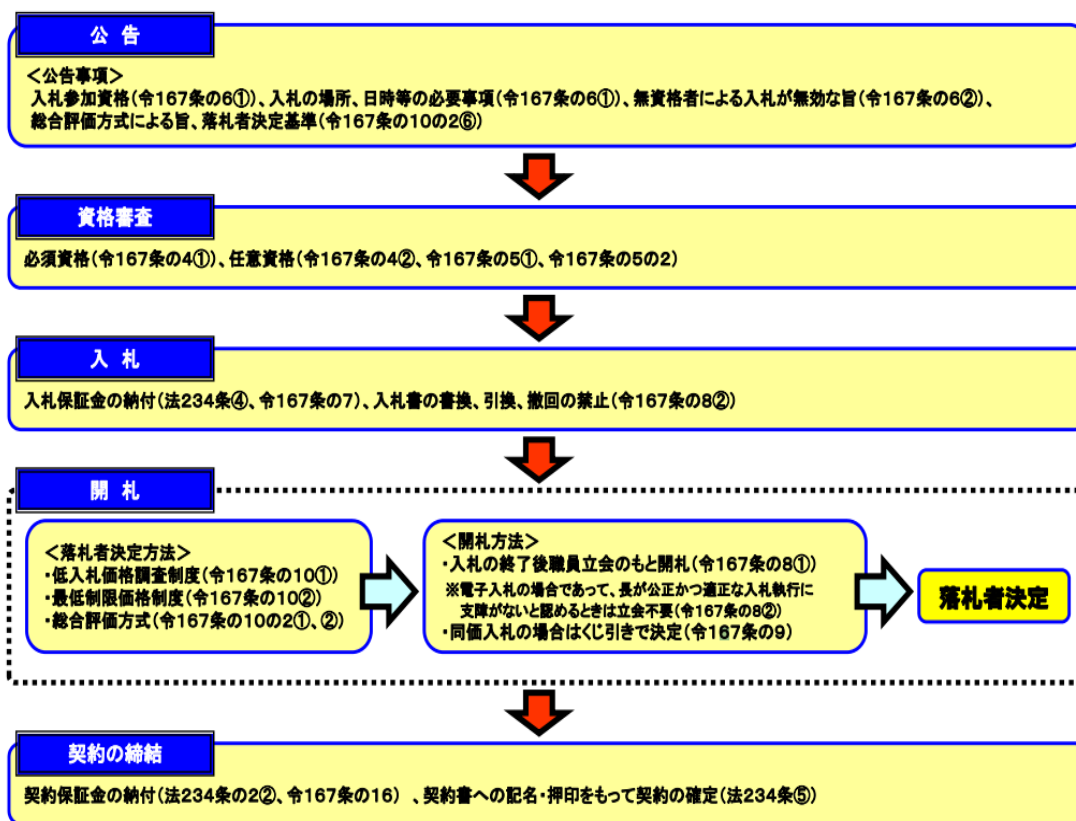 公 告
＜公告事項＞
入札参加資格(令167条の6①)、入札の場所、日時等の必要事項(令167条の6①)、無資格者による入札が無効な旨(令167条の6②)、
総合評価方式による旨、落札者決定基準(令167条の10の2⑥)
資格審査
必須資格(令167条の4①)、任意資格(令167条の4②、令167条の5①、令167条の5の2)
入 札
入札保証金の納付(法234条④、令167条の7)、入札書の書換、引換、撤回の禁止(令167条の8②)
開 札
＜落札者決定方法＞
・低入札価格調査制度(令167条の10①)
・最低制限価格制度(令167条の10②)
・総合評価方式(令167条の10の2①、②)
＜開札方法＞
・入札の終了後職員立会のもと開札(令167条の8①)
※電子入札の場合であって、長が公正かつ適正な入札執行に
支障がないと認めるときは立会不要(令167条の8②)
・同価入札の場合はくじ引きで決定(令167条の9)
落札者決定
契約の締結
契約保証金の納付(法234条の2②、令167条の16) 、契約書への記名・押印をもって契約の確定(法234条⑤)